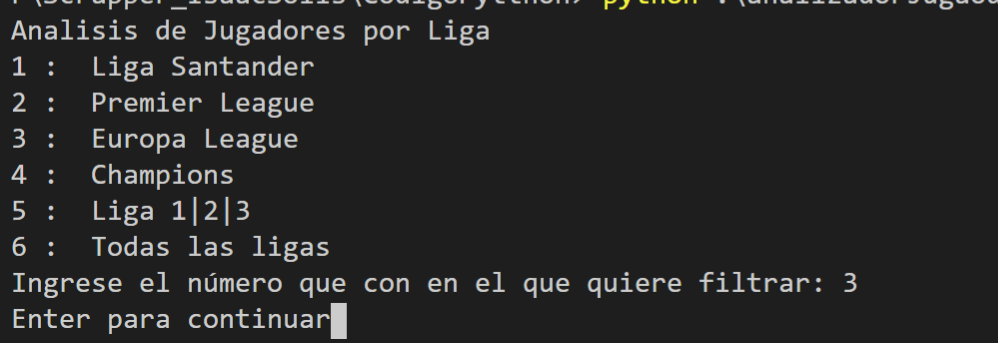 python
Analisis de Jugadores por Liga
1 :  Liga Santander
2 :  Premier League
3 :  Europa League
4 :  Champions
5 :  Liga 1|2|3
6 :  Todas las ligas
Ingrese el número que con en el que quiere filtrar: 3
Enter para continuar